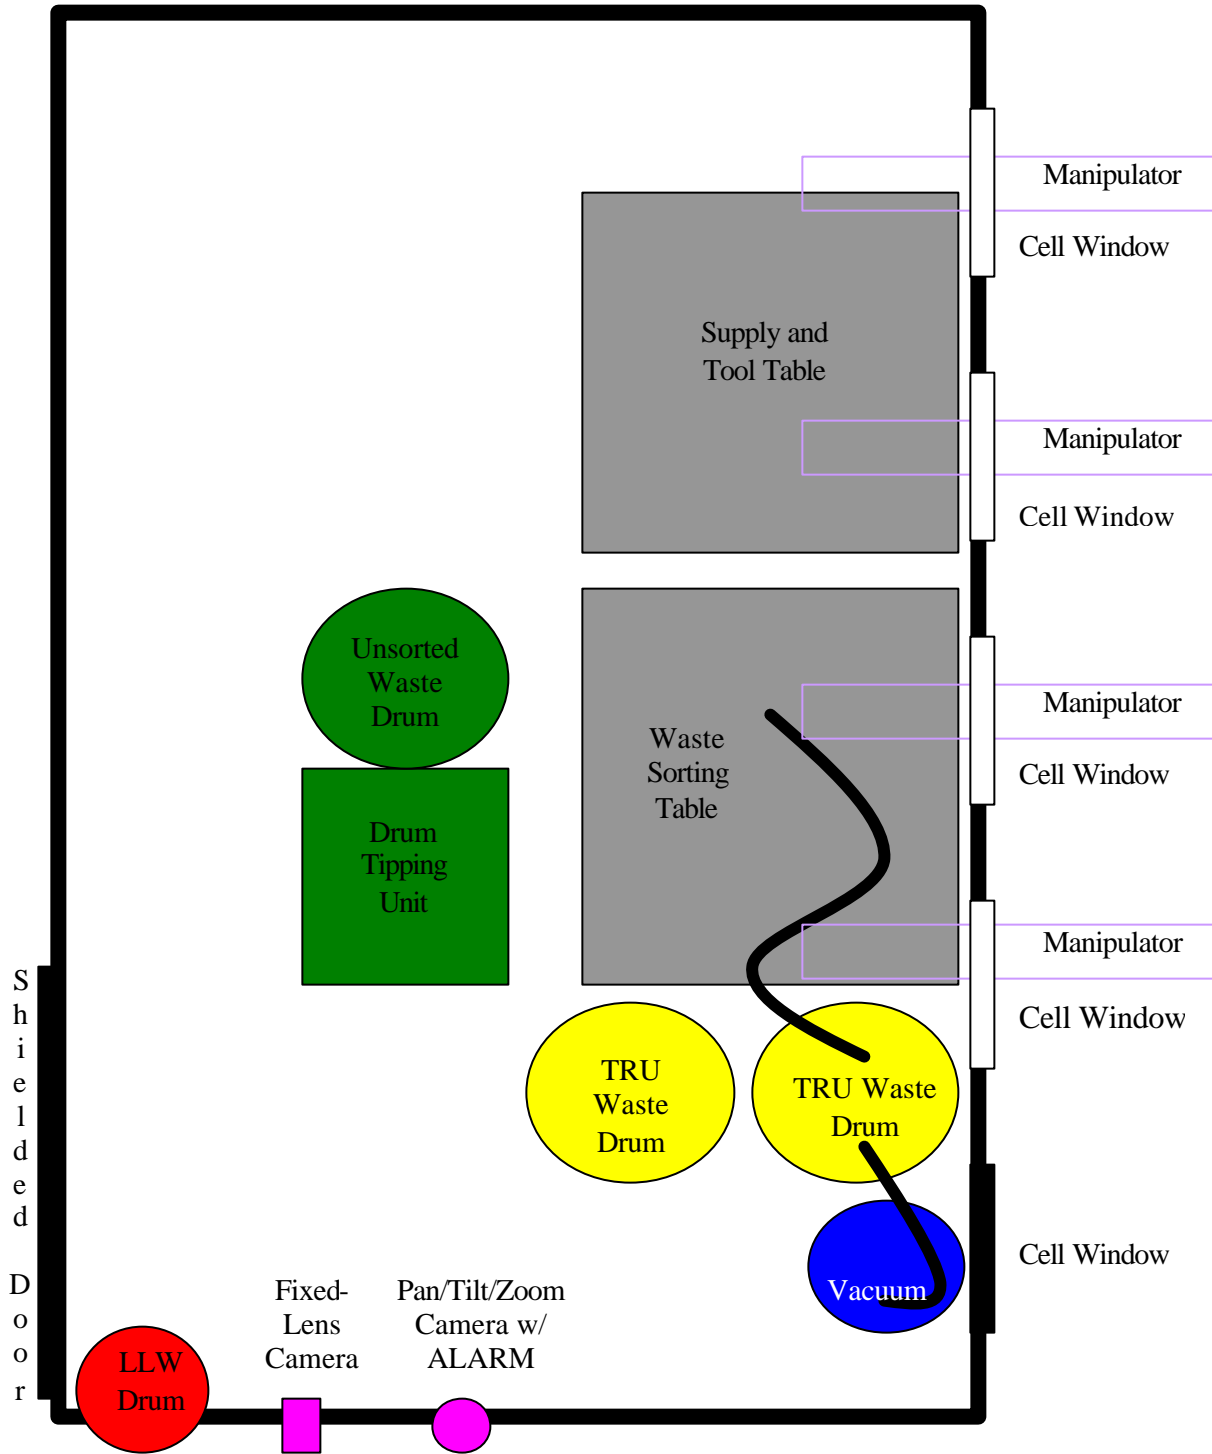 Manipulator
Cell Window
Supply and
Tool Table
Manipulator
Cell Window
Unsorted
Waste
Drum
Waste
Sorting
Table
Manipulator
Cell Window
Drum
Tipping
Unit
Manipulator
Cell Window
Shielded Door
TRU
Waste
Drum
TRU Waste
Drum
Cell Window
Vacuum
Fixed-
Lens
Camera
Pan/Tilt/Zoom
Camera w/
ALARM
LLW
Drum